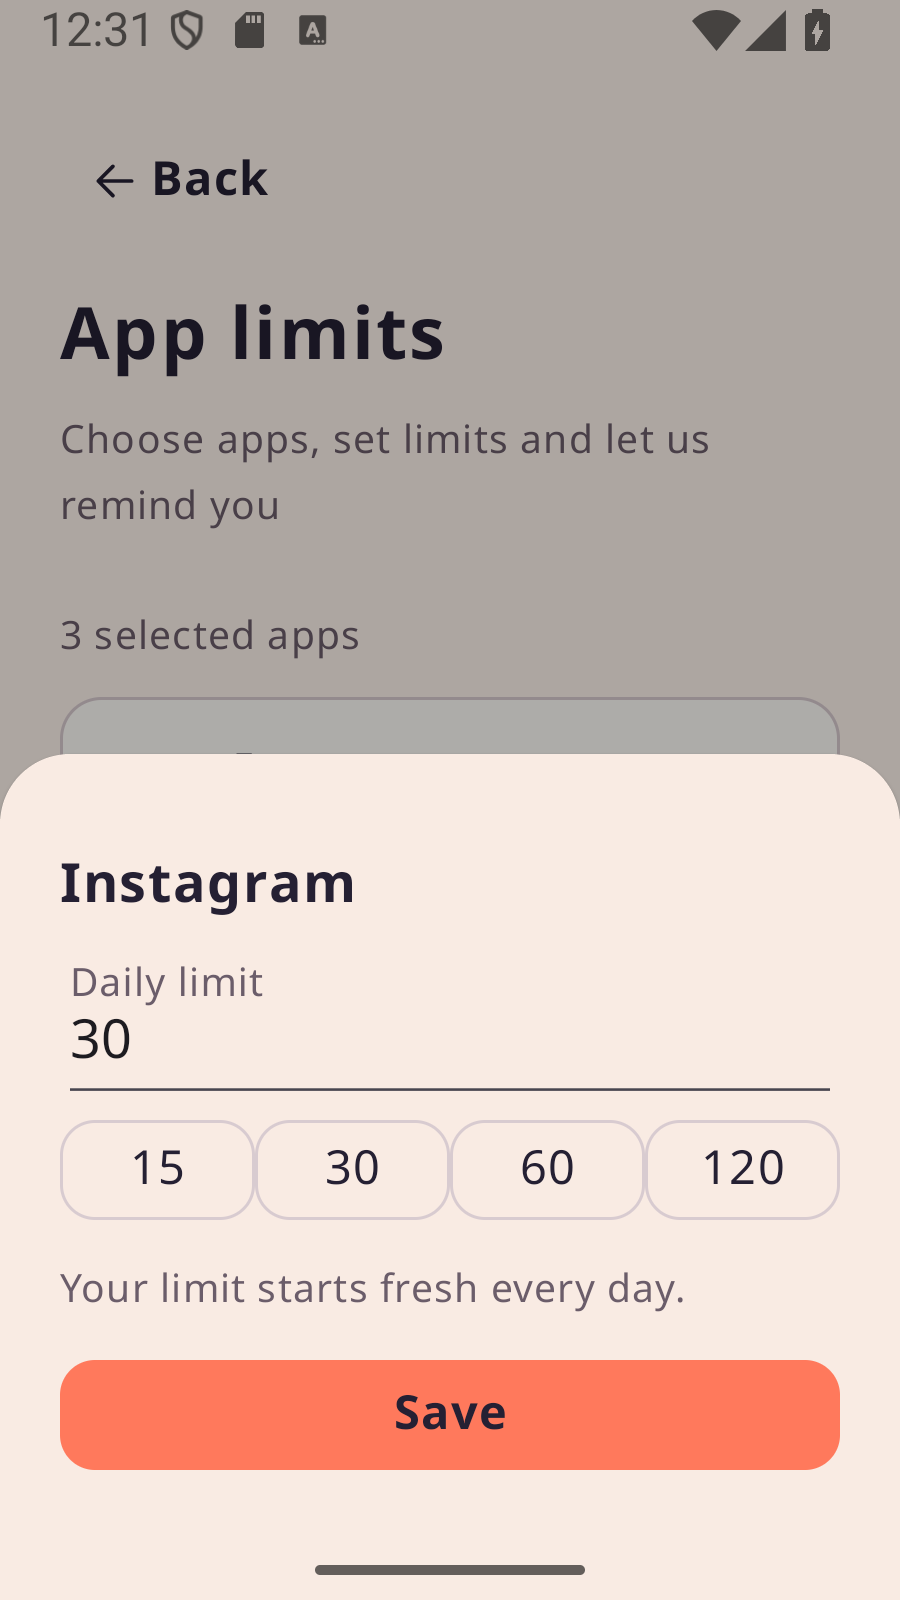 12:31
Back
App limits
Choose apps, set limits and let us
remind you
3 selected apps
Instagram
Daily limit
30
15 30 60 120
Your limit starts fresh every day.
Save